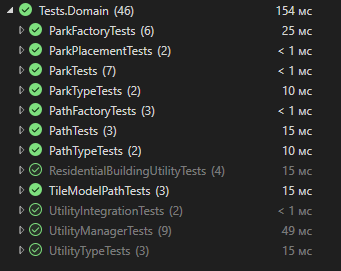 Tests.Domain (46) 154 мс
ParkFactoryTests (6) 25 мс
ParkPlacementTests (2) < 1 мс
ParkTests (7) < 1 мс
ParkTypeTests (2) 10 мс
PathFactoryTests (3) < 1 мс
PathTests (3) 15 мс
PathTypeTests (2) 10 мс
ResidentialBuildingUtilityTests (4) 15 мс
TileModelPathTests (3) 15 мс
UtilityIntegrationTests (2) < 1 мс
UtilityManagerTests (9) 49 мс
UtilityTypeTests (3) 15 мс